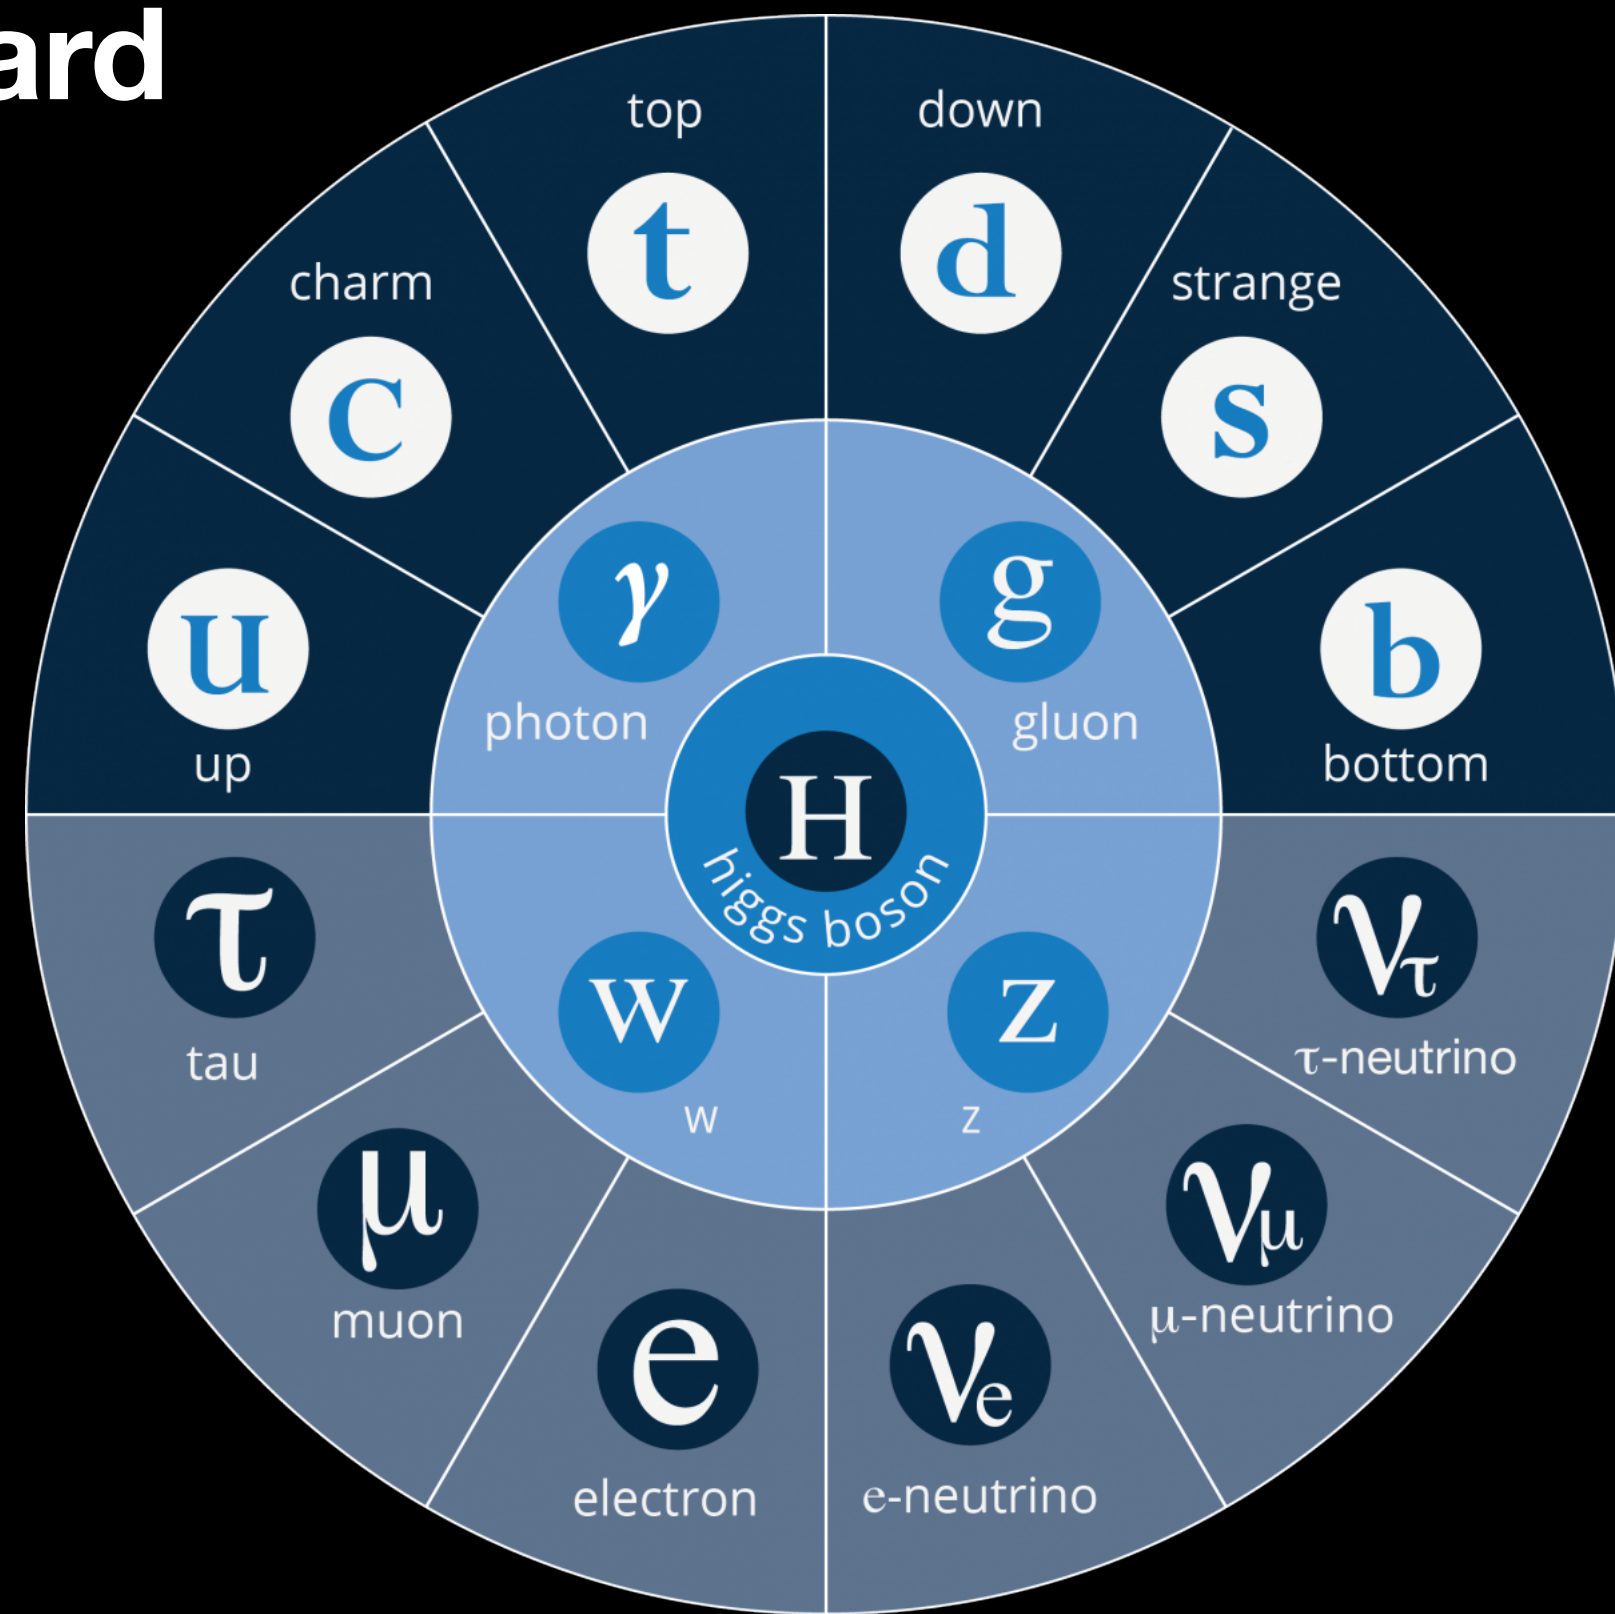 ard
top
t
down
d
charm
c
strange
s
u
up
b
bottom
γ
photon
g
gluon
H
higgs boson
W
w
Z
z
τ
tau
ντ
τ-neutrino
μ
muon
νμ
μ-neutrino
e
electron
νe
e-neutrino